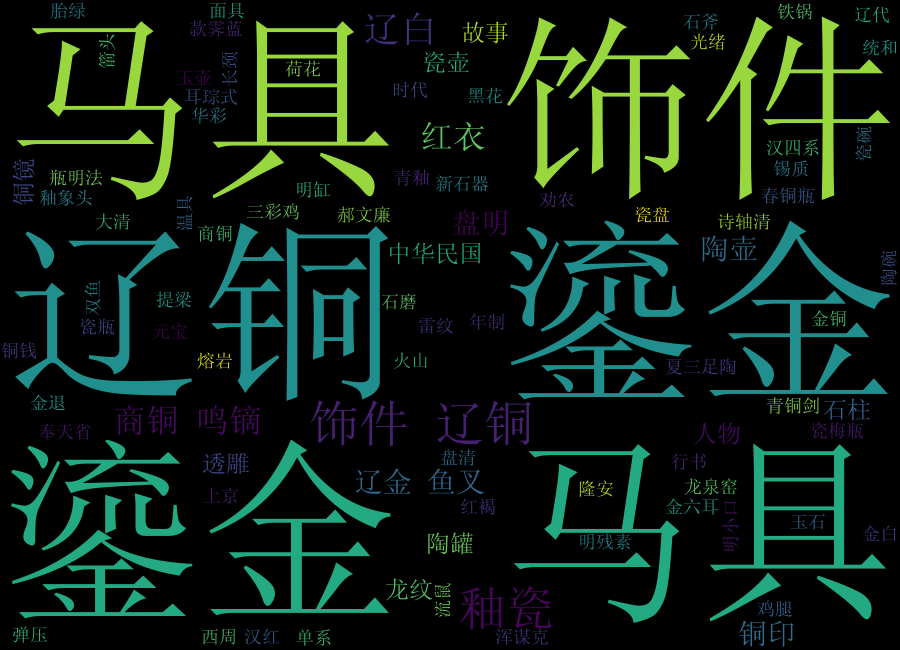 胎绿
面具
款霁蓝
箭头
马具
荷花
长颈
玉壶
耳琮式
华彩
辽白
故事
瓷壶
时代
黑花
饰件
石斧
光绪
铁锅
辽代
统和
红衣
汉四系
瓷碗
锡质
春铜瓶
铜镜
瓶明法
釉象头
温具
明缸
青釉
新石器
劝农
大清
三彩鸡
郝文廉
盘明
瓷盘
诗轴清
商铜
中华民国
陶壶
陶碗
辽铜
鎏金
双鱼
瓷瓶
提梁
元宝
石磨
雷纹
年制
金铜
铜钱
熔岩
火山
夏三足陶
金退
奉天省
商铜
鸣镝
饰件
辽铜
青铜剑
石柱
人物
瓷梅瓶
鎏金
马具
透雕
上京
盘清
辽金
鱼叉
红褐
行书
隆安
龙泉窑
金六耳
玉石
金白
明小口
陶罐
明残素
龙纹
流鼠
釉瓷
鸡腿
铜印
弹压
西周
汉红
单系
浑谋克